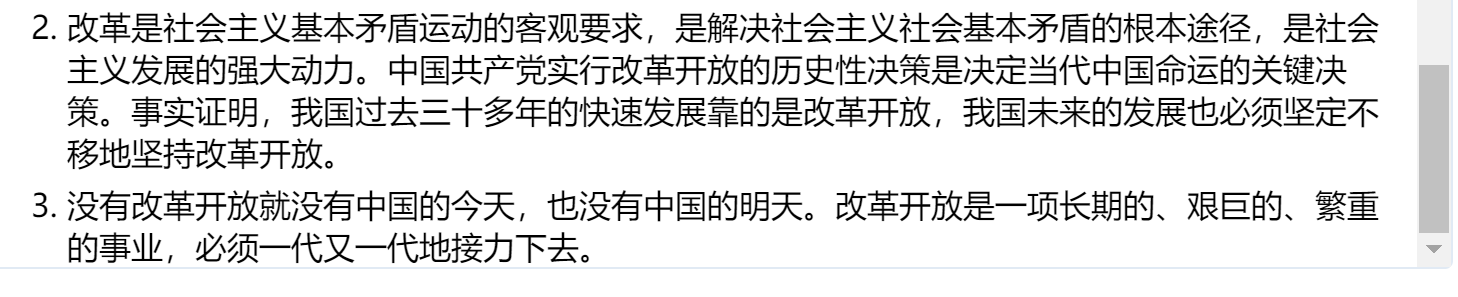 2. 改革是社会主义基本矛盾运动的客观要求，是解决社会主义社会基本矛盾的根本途径，是社会
主义发展的强大动力。中国共产党实行改革开放的历史性决策是决定当代中国命运的关键决
策。事实证明，我国过去三十多年的快速发展靠的是改革开放，我国未来的发展也必须坚定不
移地坚持改革开放。
3. 没有改革开放就没有中国的今天，也没有中国的明天。改革开放是一项长期的、艰巨的、繁重
的事业，必须一代又一代地接力下去。